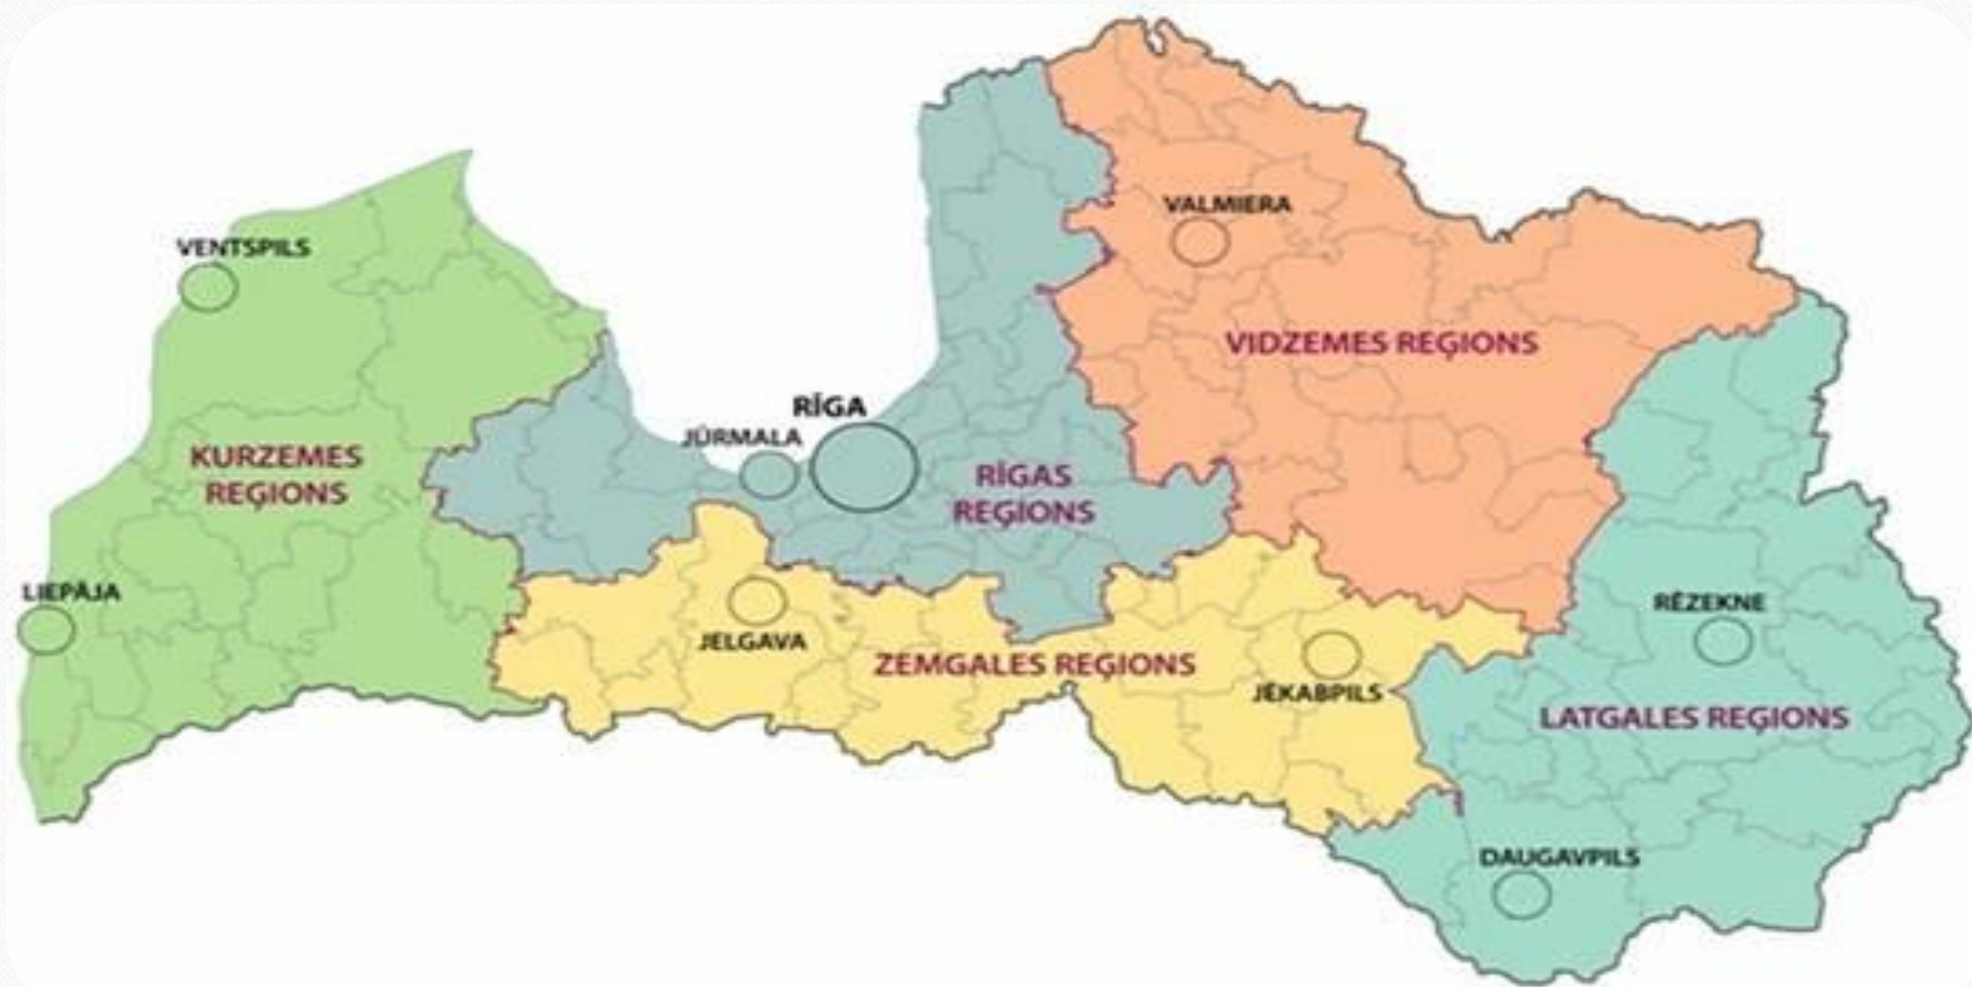 VALMIERA
VENTSPILS
VIDZEMES REĢIONS
RĪGA
JŪRMALA
KURZEMES
REĢIONS
RĪGAS
REĢIONS
LIEPĀJA
RĒZEKNE
JELGAVA
ZEMGALES REĢIONS
JĒKABPILS
LATGALES REĢIONS
DAUGAVPILS